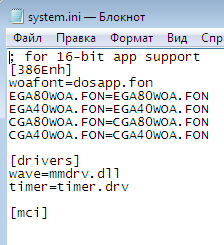 system.ini — Блокнот
Файл Правка Формат Вид Спра
; for 16-bit app support
[386Enh]
woafont=dosapp.fon
EGA80WOA.FON=EGA80WOA.FON
EGA40WOA.FON=EGA40WOA.FON
CGA80WOA.FON=CGA80WOA.FON
CGA40WOA.FON=CGA40WOA.FON
[drivers]
wave=mmdrv.dll
timer=timer.drv
[mci]